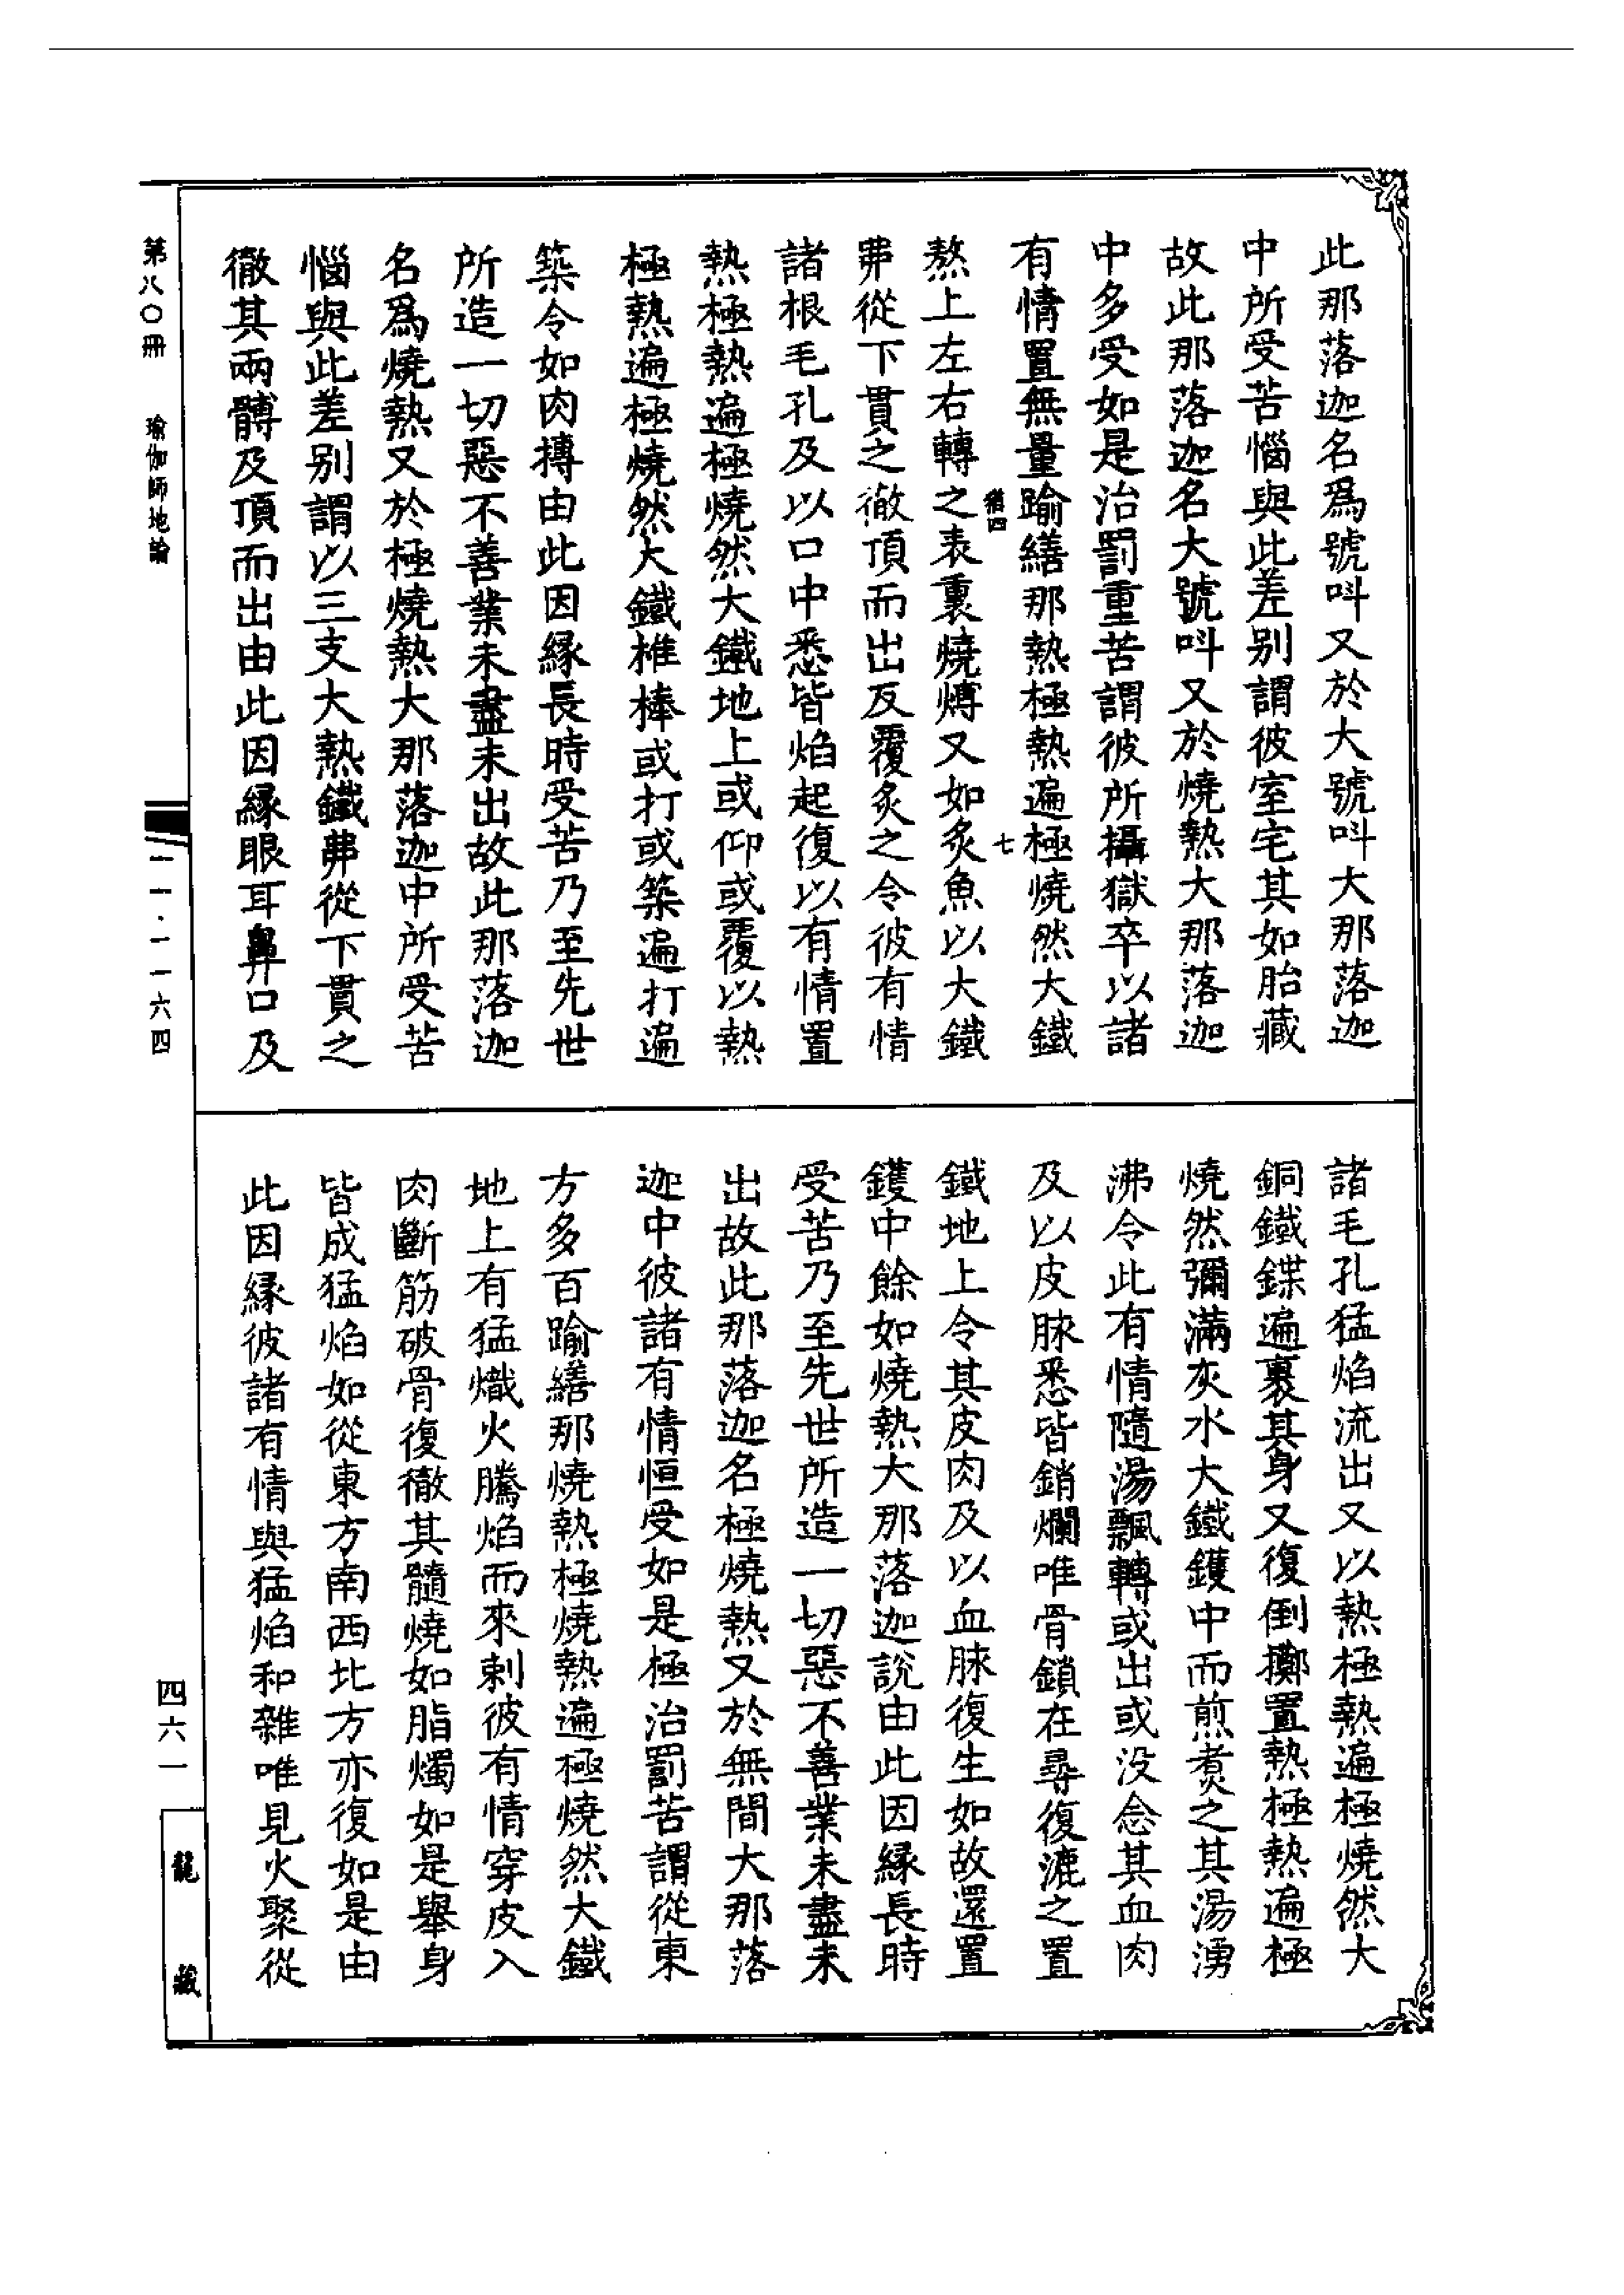 此那落迦名爲號叫又於大號叫大那落迦
中所受苦惱與此差别謂彼室宅其如胎藏
故此那落迦名大號叫又於燒熱大那落迦
中多受如是治罰重苦謂彼所攝獄卒以諸
有情置無量踰繕那熱極熱遍極燒然大鐵
猶四
七
熬上左右轉之表裏燒煿又如炙魚以大鐵
弗從下貫之徹頂而出反覆炙之令彼有情
諸根毛孔及以口中悉皆焰起復以有情置
熱極熱遍極燒然大鐵地上或仰或覆以熱
極熱遍極燒然大鐵椎棒或打或築遍打遍
築令如肉摶由此因緣長時受苦乃至先世
所造一切惡不善業未盡未出故此那落迦
名爲燒熱又於極燒熱大那落迦中所受苦
惱與此差别謂以三支大熱鐵弗從下貫之
徹其兩髆及頂而出由此因緣眼耳鼻口及
諸毛孔猛焰流出又以熱極熱遍極燒然大
銅鐵鍱遍裹其身又復倒擲置熱極熱遍極
燒然彌滿灰水大鐵鑊中而煎煮之其湯湧
沸令此有情隨湯飄轉或出或没念其血肉
及以皮脉悉皆銷爛唯骨鎖在尋復漉之置
鐵地上令其皮肉及以血脉復生如故還置
鑊中餘如燒熱大那落迦說由此因緣長時
受苦乃至先世所造一切惡不善業未盡未
出故此那落迦名極燒熱又於無間大那落
迦中彼諸有情恒受如是極治罰苦謂從東
方多百踰繕那燒熱極燒熱遍極燒然大鐵
地上有猛熾火騰焰而來刺彼有情穿皮入
肉斷筋破骨復徹其髓燒如脂燭如是舉身
皆成猛焰如從東方南西北方亦復如是由
此因緣彼諸有情與猛焰和雜唯見火聚從
第八〇冊
瑜伽師地論
一一·一一六四
四六一
龍藏